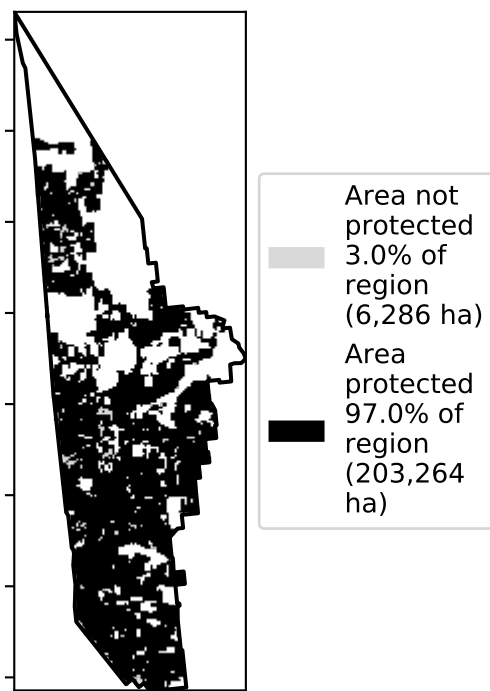 Area not
protected
3.0% of
region
(6,286 ha)
Area
protected
97.0% of
region
(203,264
ha)